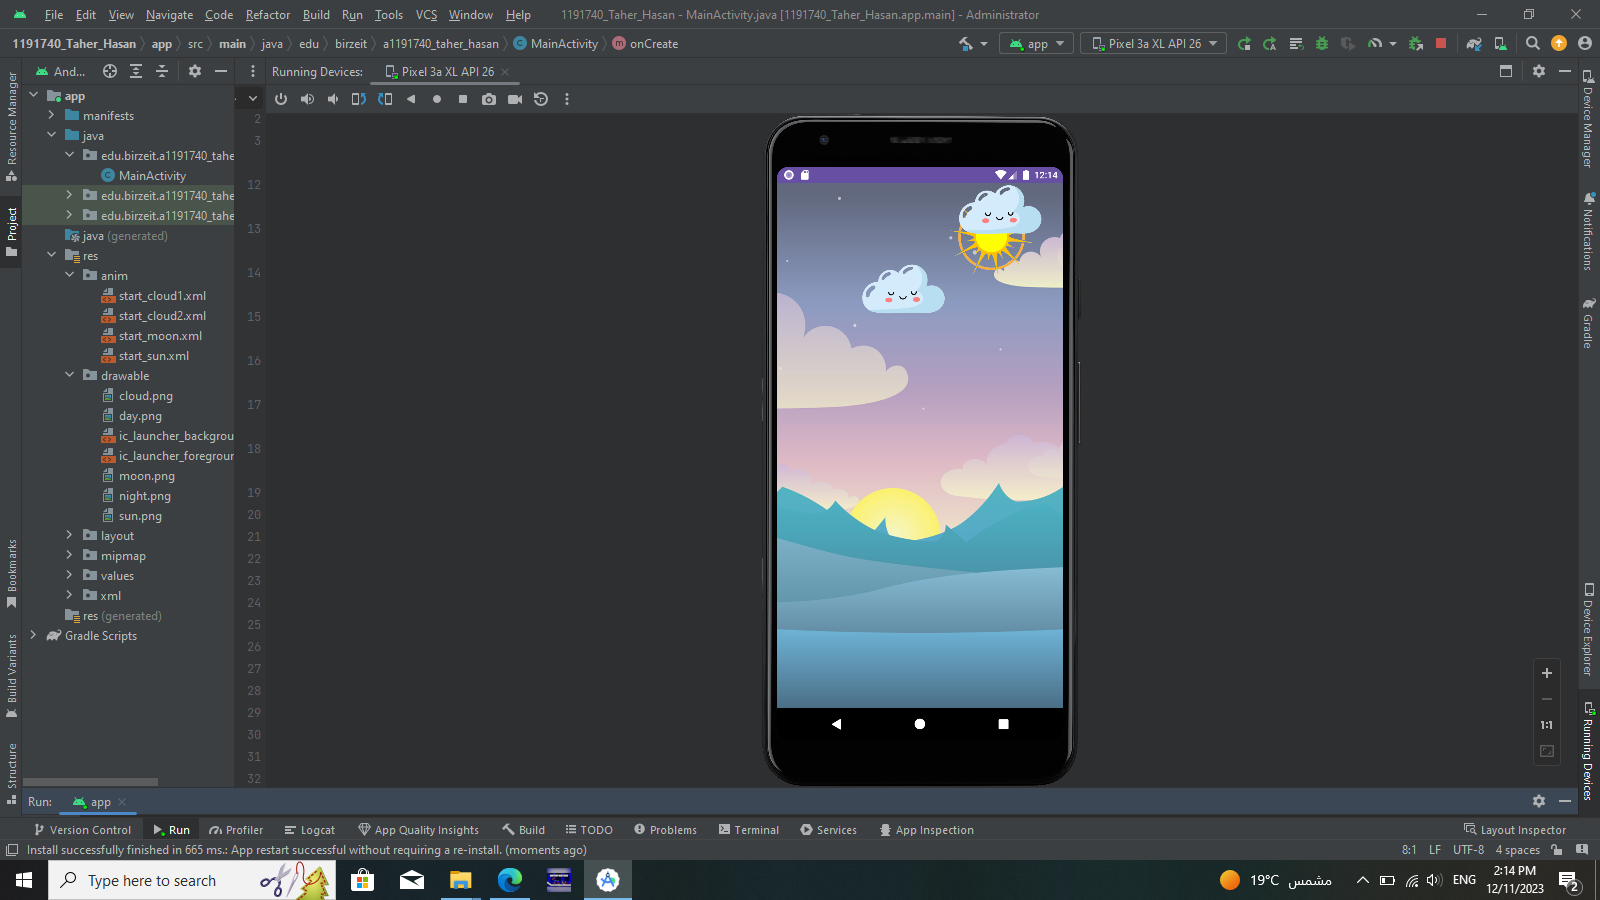 File Edit View Navigate Code Refactor Build Run Tools VCS Window Help 1191740_Taher_Hasan - MainActivity.java [1191740_Taher_Hasan.app.main] - Administrator
1191740_Taher_Hasan app src main java edu birzeit a1191740_taher_hasan MainActivity onCreate app Pixel 3a XL API 26
And... Running Devices: Pixel 3a XL API 26
app
manifests
java
edu.birzeit.a1191740_tahe
MainActivity
edu.birzeit.a1191740_tahe
edu.birzeit.a1191740_tahe
java (generated)
res
anim
start_cloud1.xml
start_cloud2.xml
start_moon.xml
start_sun.xml
drawable
cloud.png
day.png
ic_launcher_backgrou
ic_launcher_foregrour
moon.png
night.png
sun.png
layout
mipmap
values
xml
res (generated)
Gradle Scripts
2
3
12
13
14
15
16
17
18
19
20
21
22
23
24
25
26
27
28
29
30
31
32
12:14
1:1
Resource Manager
Project
Bookmarks
Build Variants
Structure
Device Manager
Notifications
Gradle
Device Explorer
Running Devices
Run: app
Version Control Run Profiler Logcat App Quality Insights Build TODO Problems Terminal Services App Inspection Layout Inspector
Install successfully finished in 665 ms.: App restart successful without requiring a re-install. (moments ago) 8:1 LF UTF-8 4 spaces
Type here to search 19°C مشمس ENG 2:14 PM
12/11/2023 2